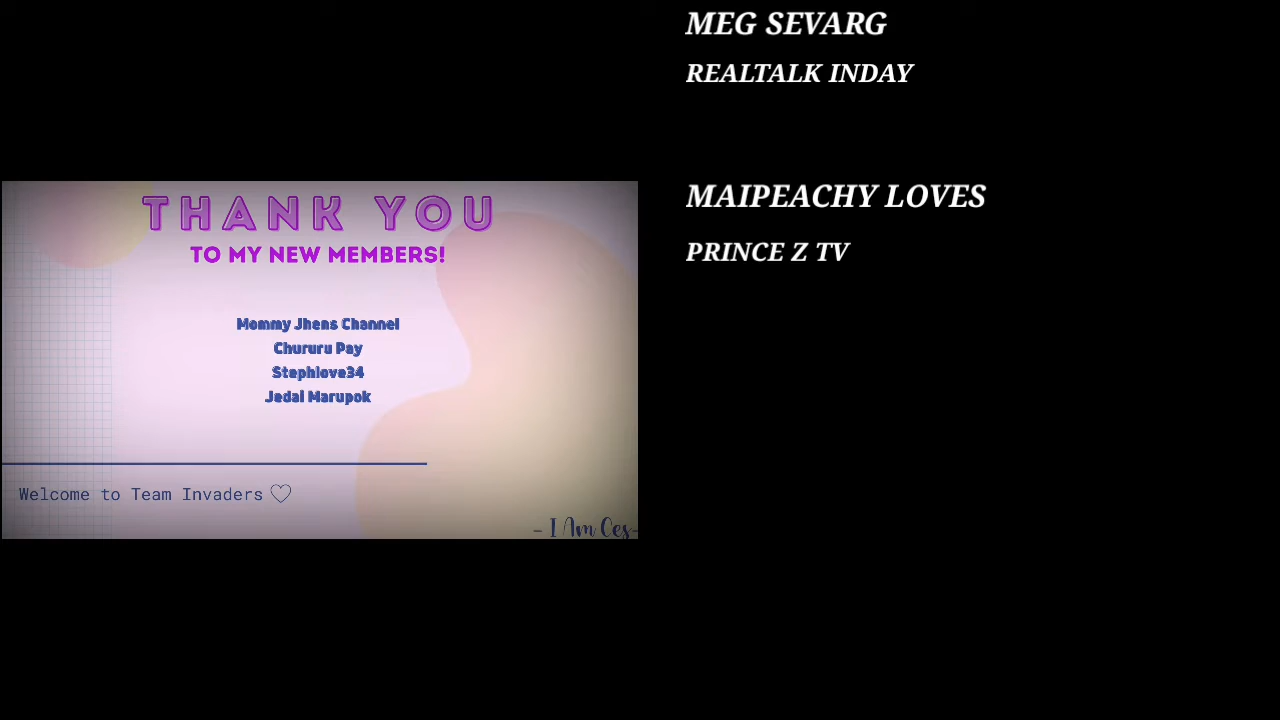 MEG SEVARG
REALTALK INDAY
MAIPEACHY LOVES
PRINCE Z TV
THANK YOU
TO MY NEW MEMBERS!
Mommy Jhens Channel
Chururu Pay
Stephlove34
Jedai Marupok
Welcome to Team Invaders ♡
- I Am Ces-